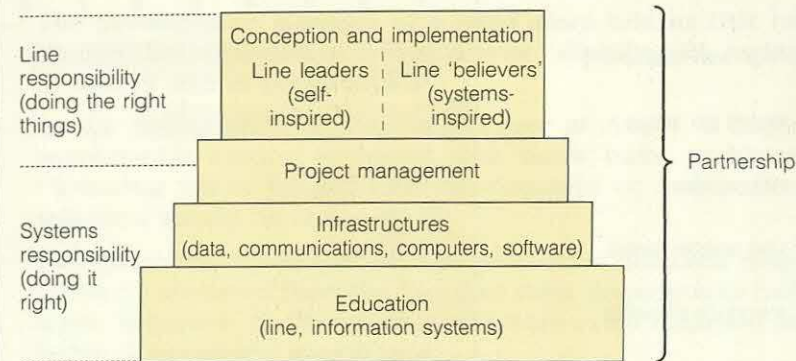 Line
responsibility
(doing the right
things)
Systems
responsibility
(doing it
right)
Conception and implementation
Line leaders
(self-
inspired)
Line 'believers'
(systems-
inspired)
Project management
Infrastructures
(data, communications, computers, software)
Education
(line, information systems)
Partnership